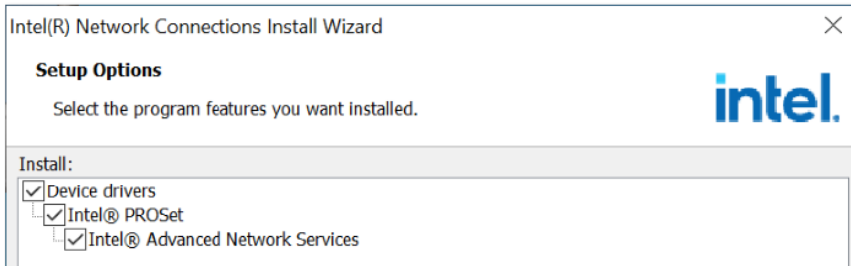 Intel(R) Network Connections Install Wizard
Setup Options
Select the program features you want installed.
intel.
Install:
Device drivers
Intel® PROSet
Intel® Advanced Network Services